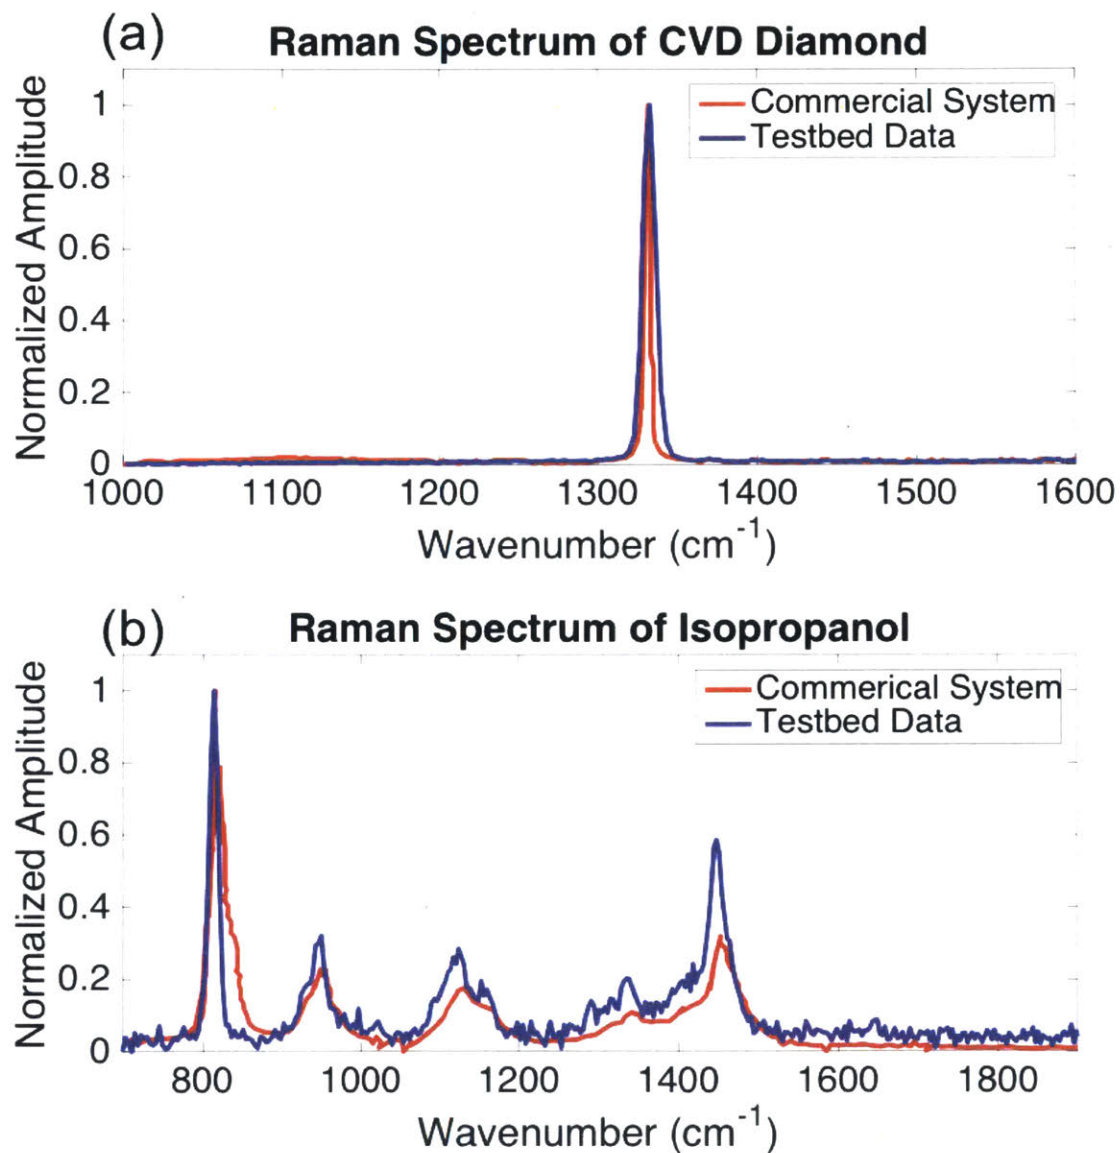 (a) Raman Spectrum of CVD Diamond
Commercial System
Testbed Data
Normalized Amplitude
1
0.8
0.6
0.4
0.2
0
1000 1100 1200 1300 1400 1500 1600
Wavenumber (cm⁻¹)
(b) Raman Spectrum of Isopropanol
Commerical System
Testbed Data
Normalized Amplitude
1
0.8
0.6
0.4
0.2
0
800 1000 1200 1400 1600 1800
Wavenumber (cm⁻¹)